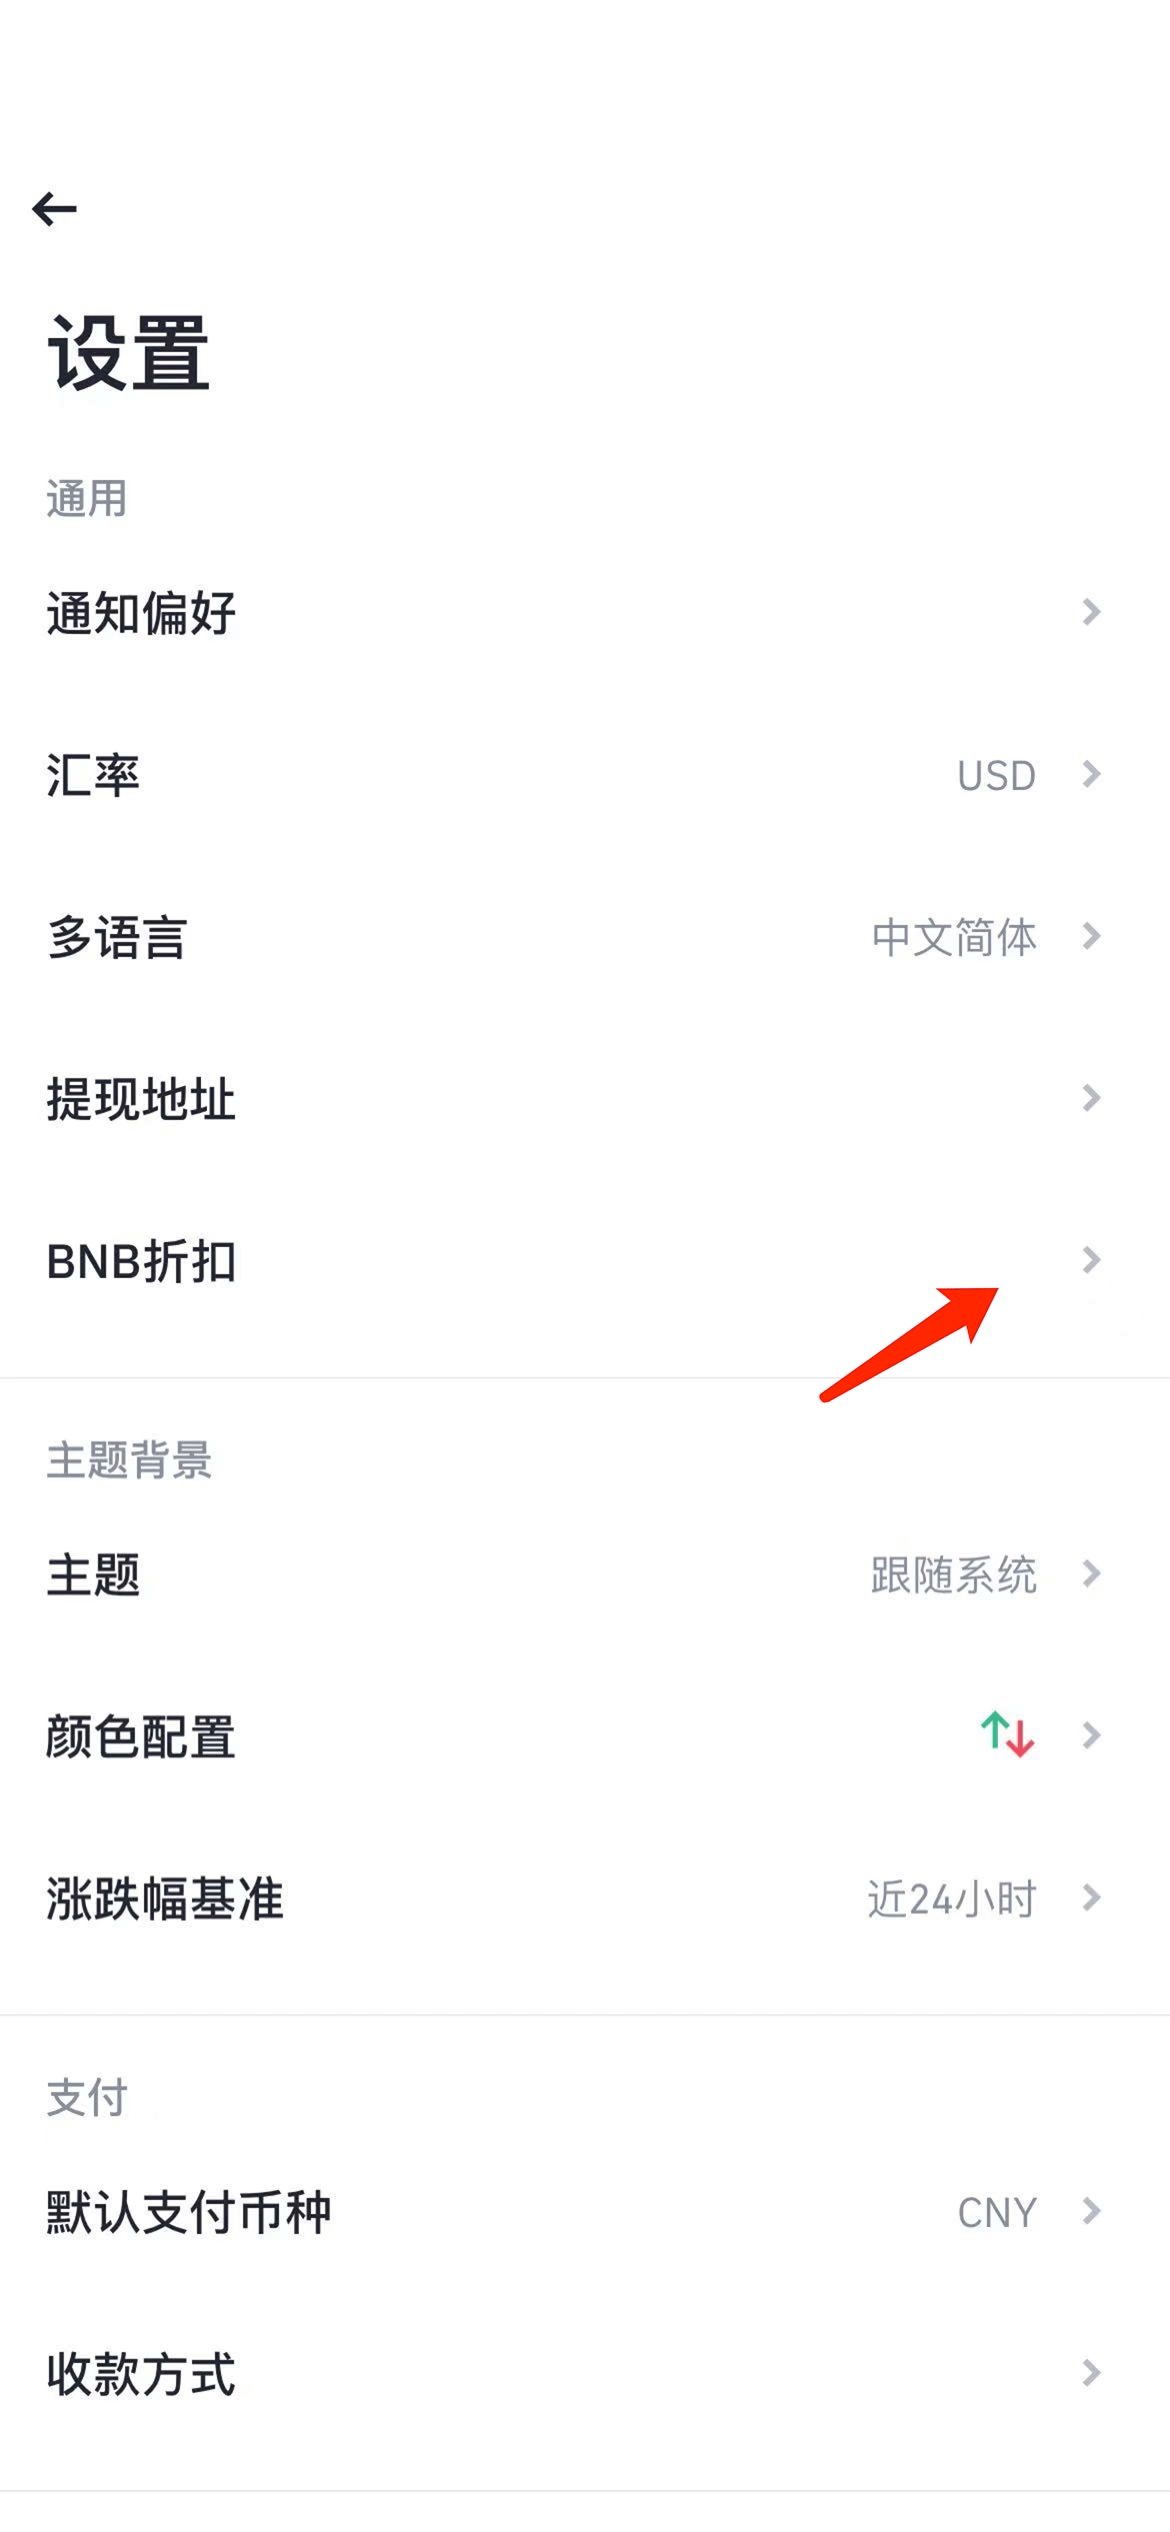 设置
通用
通知偏好
汇率 USD
多语言 中文简体
提现地址
BNB折扣
主题背景
主题 跟随系统
颜色配置
涨跌幅基准 近24小时
支付
默认支付币种 CNY
收款方式